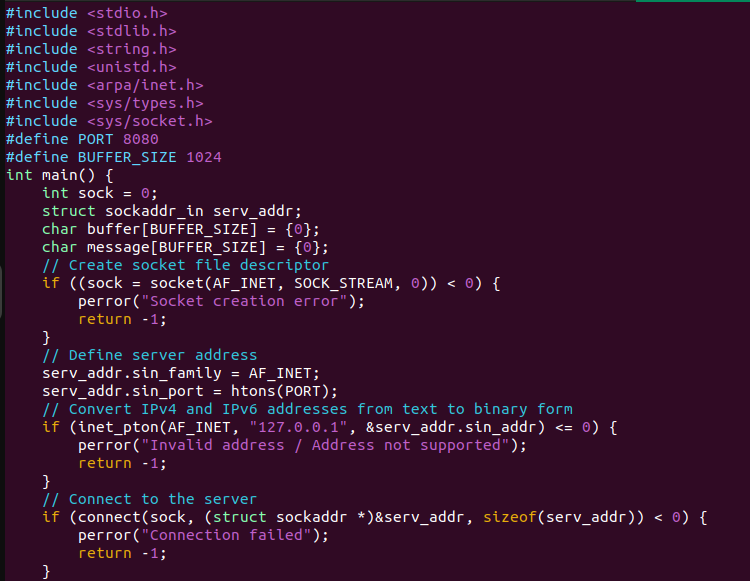 #include <stdio.h>
#include <stdlib.h>
#include <string.h>
#include <unistd.h>
#include <arpa/inet.h>
#include <sys/types.h>
#include <sys/socket.h>
#define PORT 8080
#define BUFFER_SIZE 1024
int main() {
    int sock = 0;
    struct sockaddr_in serv_addr;
    char buffer[BUFFER_SIZE] = {0};
    char message[BUFFER_SIZE] = {0};
    // Create socket file descriptor
    if ((sock = socket(AF_INET, SOCK_STREAM, 0)) < 0) {
        perror("Socket creation error");
        return -1;
    }
    // Define server address
    serv_addr.sin_family = AF_INET;
    serv_addr.sin_port = htons(PORT);
    // Convert IPv4 and IPv6 addresses from text to binary form
    if (inet_pton(AF_INET, "127.0.0.1", &serv_addr.sin_addr) <= 0) {
        perror("Invalid address / Address not supported");
        return -1;
    }
    // Connect to the server
    if (connect(sock, (struct sockaddr *)&serv_addr, sizeof(serv_addr)) < 0) {
        perror("Connection failed");
        return -1;
    }